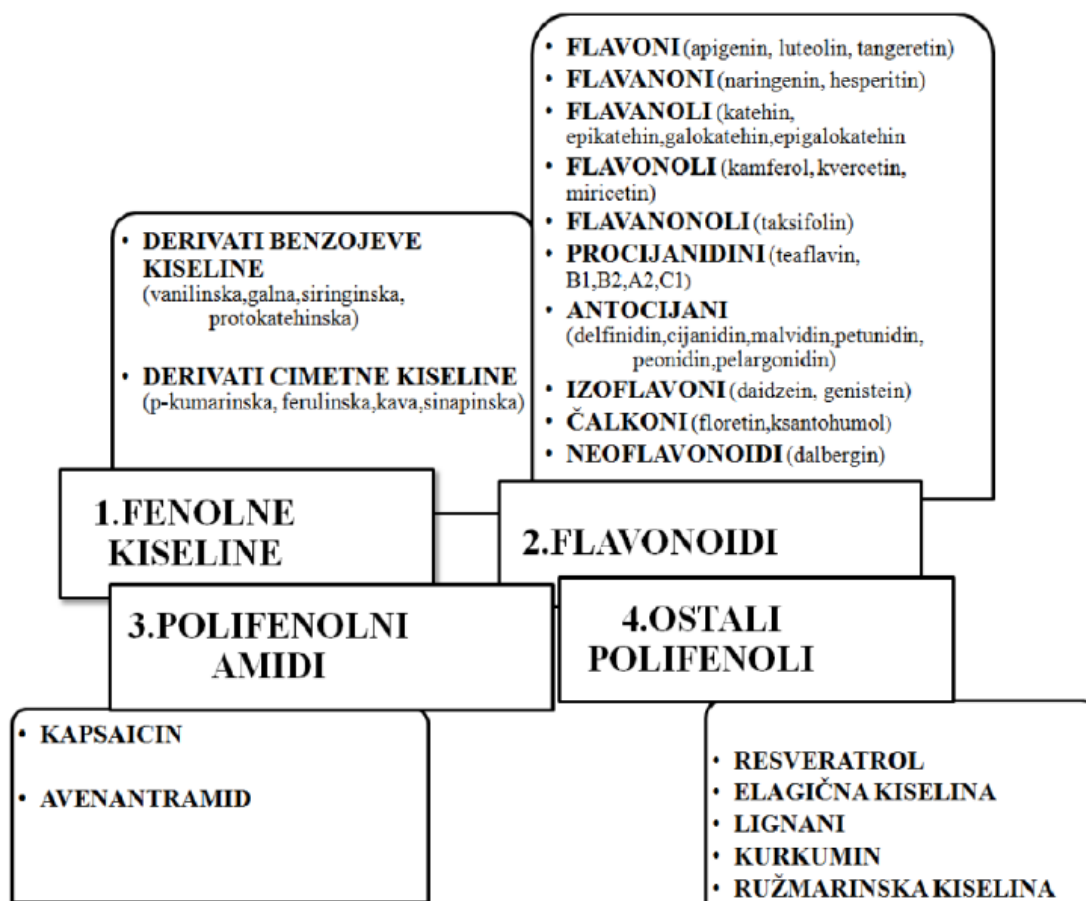 • DERIVATI BENZOJEVE
KISELINE
(vanilinska,galna,siringinska,
protokatehinska)
• DERIVATI CIMETNE KISELINE
(p-kumarinska, ferulinska,kava,sinapinska)
1.FENOLNE
KISELINE
• FLAVONI (apigenin, luteolin, tangeretin)
• FLAVANONI (naringenin, hesperitin)
• FLAVANOLI (katehin,
epikatehin,galokatehin,epigalokatehin
• FLAVONOLI (kamferol, kvercetin,
miricetin)
• FLAVANONOLI (taksifolin)
• PROCIJANIDINI (teaflavin,
B1,B2,A2,C1)
• ANTOCIJANI
(delfinidin,cijanidin,malvidin,petunidin,
peonidin,pelargonidin)
• IZOFLAVONI (daidzein, genistein)
• ČALKONI (floretin,ksantohumol)
• NEOFLAVONOIDI (dalbergin)
2.FLAVONOIDI
3.POLIFENOLNI
AMIDI
• KAPSAICIN
• AVENANTRAMID
4.OSTALI
POLIFENOLI
• RESVERATROL
• ELAGIČNA KISELINA
• LIGNANI
• KURKUMIN
• RUŽMARINSKA KISELINA